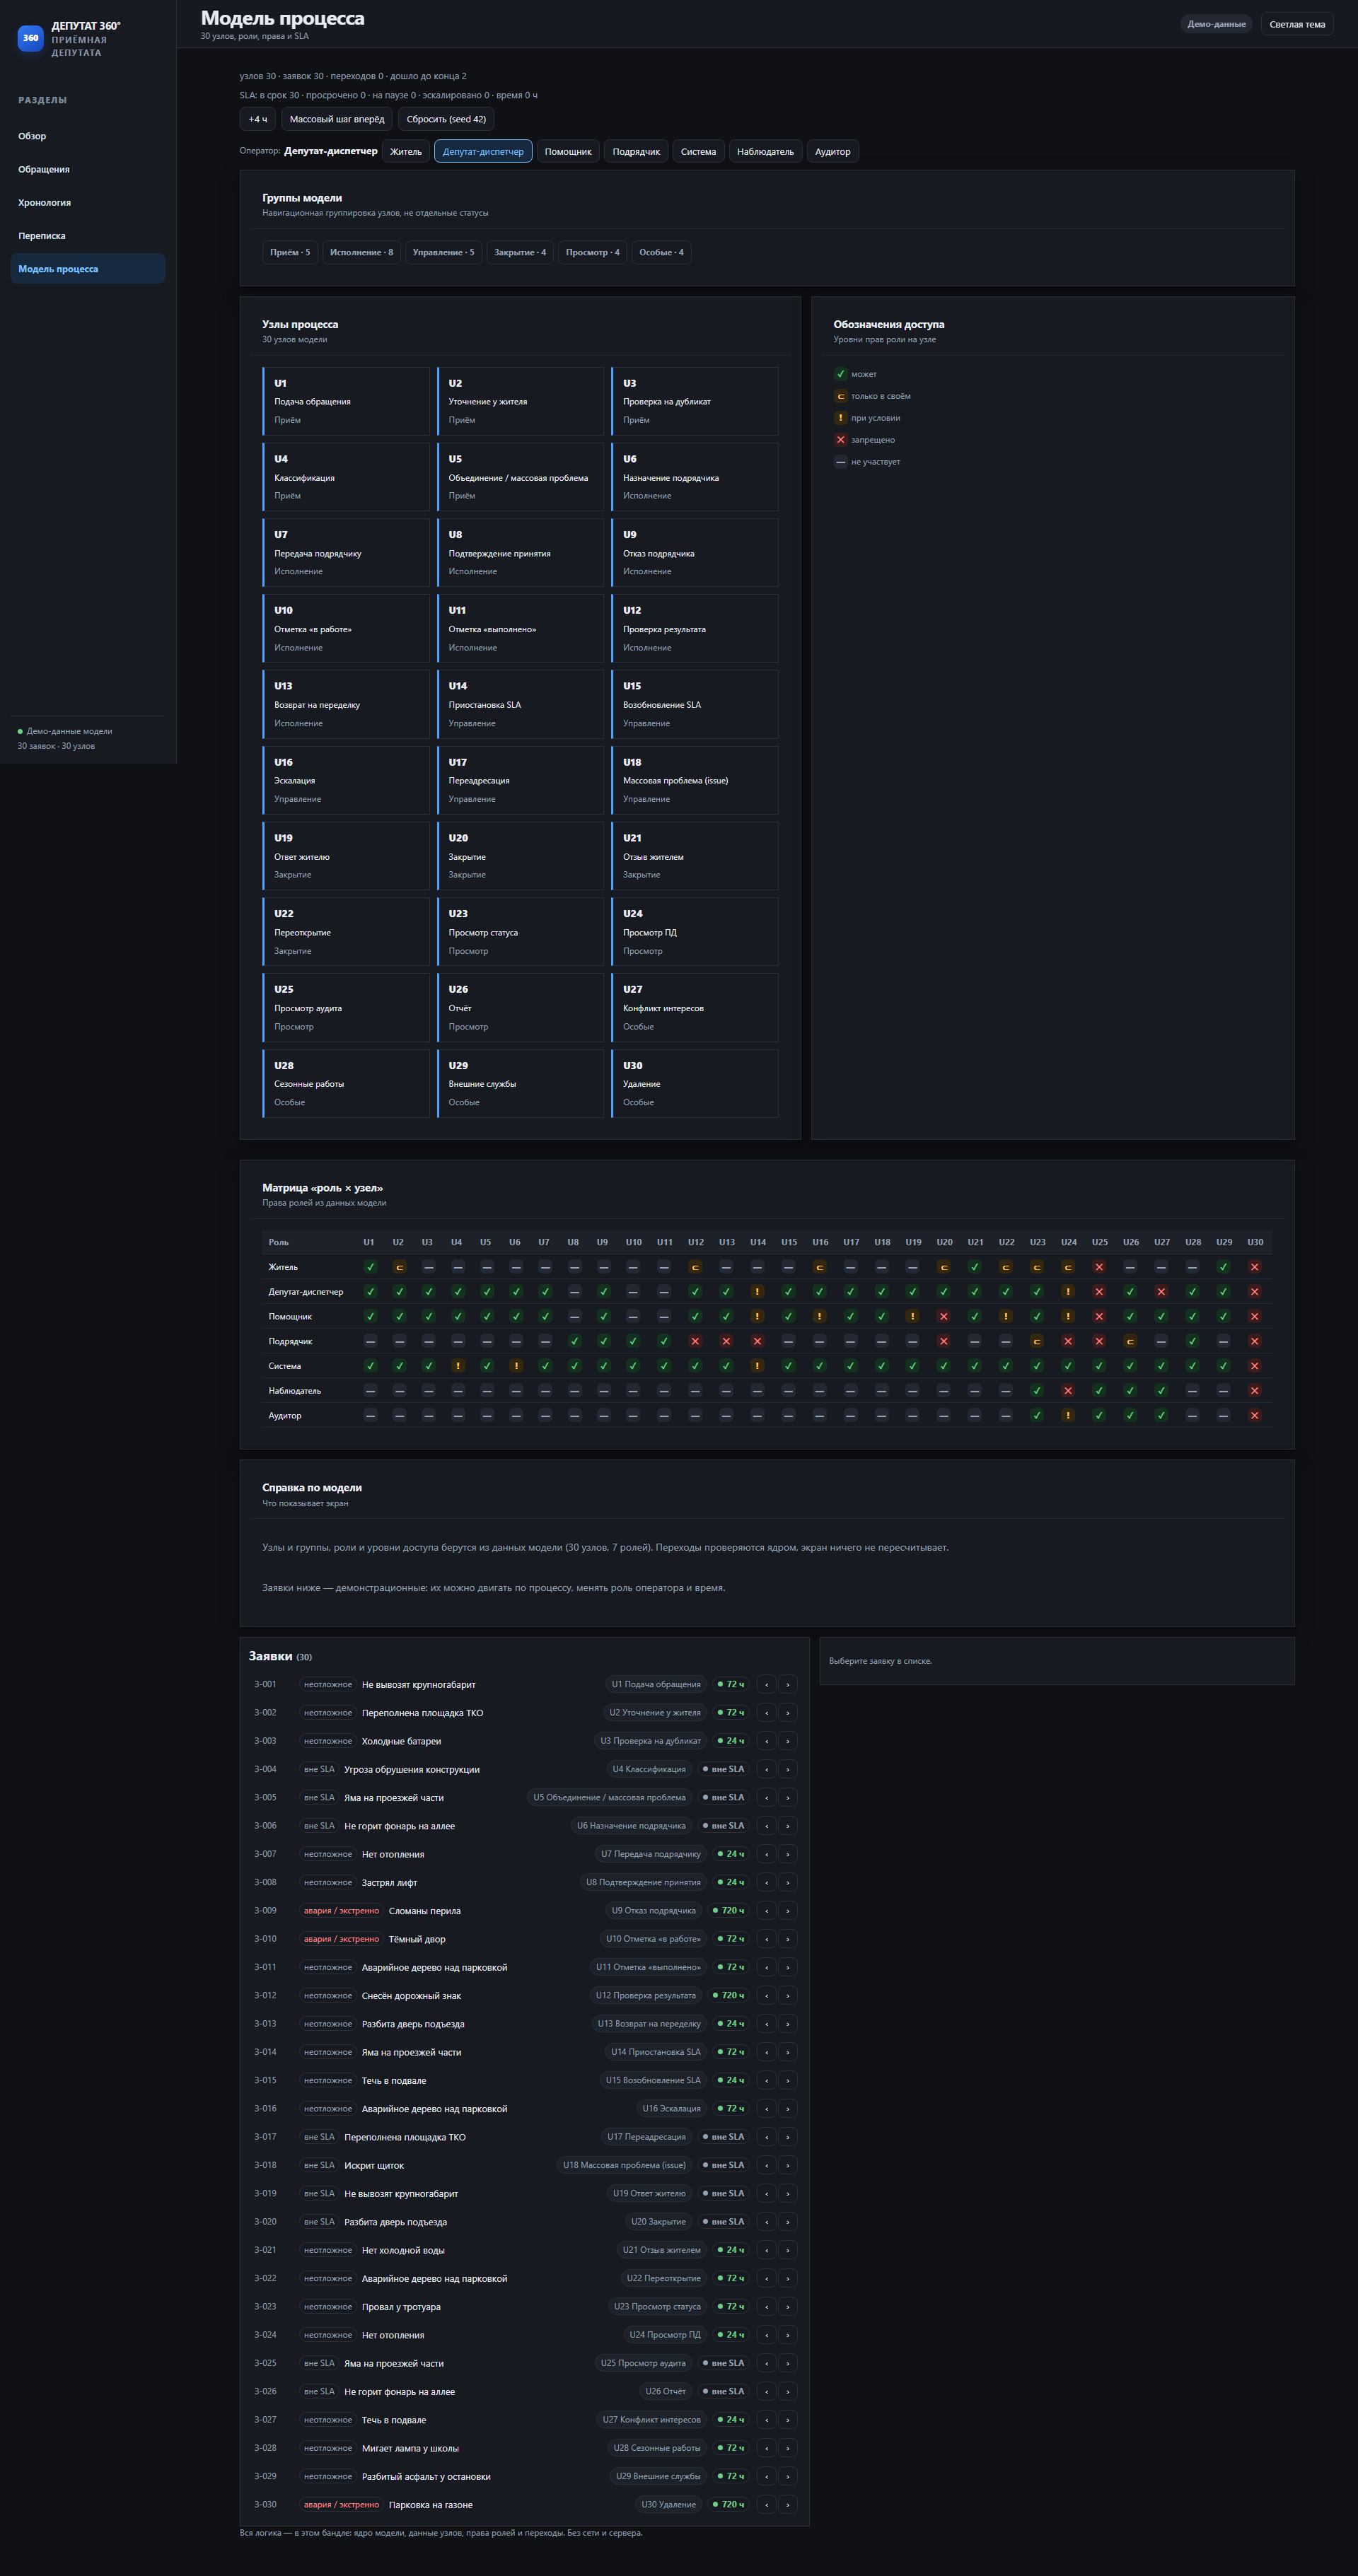 360
ДЕПУТАТ 360°
ПРИЁМНАЯ
ДЕПУТАТА
РАЗДЕЛЫ
Обзор
Обращения
Хронология
Переписка
Модель процесса
Демо-данные модели
30 заявок · 30 узлов
Модель процесса
30 узлов, роли, права и SLA
Демо-данные
Светлая тема
узлов 30 · заявок 30 · переходов 0 · дошло до конца 2
SLA: в срок 30 · просрочено 0 · на паузе 0 · эскалировано 0 · время 0 ч
+4 ч Массовый шаг вперёд Сбросить (seed 42)
Оператор: Депутат-диспетчер Житель Депутат-диспетчер Помощник Подрядчик Система Наблюдатель Аудитор
Группы модели
Навигационная группировка узлов, не отдельные статусы
Приём · 5 Исполнение · 8 Управление · 5 Закрытие · 4 Просмотр · 4 Особые · 4
Узлы процесса
30 узлов модели
U1 U2 U3
Подача обращения Уточнение у жителя Проверка на дубликат
Приём Приём Приём
U4 U5 U6
Классификация Объединение / массовая проблема Назначение подрядчика
Приём Приём Исполнение
U7 U8 U9
Передача подрядчику Подтверждение принятия Отказ подрядчика
Исполнение Исполнение Исполнение
U10 U11 U12
Отметка «в работе» Отметка «выполнено» Проверка результата
Исполнение Исполнение Исполнение
U13 U14 U15
Возврат на переделку Приостановка SLA Возобновление SLA
Исполнение Управление Управление
U16 U17 U18
Эскалация Переадресация Массовая проблема (issue)
Управление Управление Управление
U19 U20 U21
Ответ жителю Закрытие Отзыв жителем
Закрытие Закрытие Закрытие
U22 U23 U24
Переоткрытие Просмотр статуса Просмотр ПД
Закрытие Просмотр Просмотр
U25 U26 U27
Просмотр аудита Отчёт Конфликт интересов
Просмотр Просмотр Особые
U28 U29 U30
Сезонные работы Внешние службы Удаление
Особые Особые Особые
Обозначения доступа
Уровни прав роли на узле
✓ может
⊂ только в своём
! при условии
✕ запрещено
— не участвует
Матрица «роль × узел»
Права ролей из данных модели
Роль U1 U2 U3 U4 U5 U6 U7 U8 U9 U10 U11 U12 U13 U14 U15 U16 U17 U18 U19 U20 U21 U22 U23 U24 U25 U26 U27 U28 U29 U30
Житель ✓ ⊂ — — — — — — — — — ⊂ — — — ⊂ — — — ⊂ ✓ ⊂ ⊂ ⊂ ✕ — — — ✓ ✕
Депутат-диспетчер ✓ ✓ ✓ ✓ ✓ ✓ ✓ — ✓ — — ✓ ✓ ! ✓ ✓ ✓ ✓ ✓ ✓ ✓ ✓ ✓ ! ✕ ✓ ✕ ✓ ✓ ✕
Помощник ✓ ✓ ✓ ✓ ✓ ✓ ✓ — ✓ — — ✓ ✓ ! ✓ ! ✓ ✓ ! ✕ ✓ ! ✓ ! ✕ ✓ ✓ ✓ ✓ ✕
Подрядчик — — — — — — — ✓ ✓ ✓ ✓ ✕ ✕ ✕ — — — — — ✕ — — ⊂ ✕ ✕ ⊂ — ✓ — ✕
Система ✓ ✓ ✓ ! ✓ ! ✓ ✓ ✓ ✓ ✓ ✓ ✓ ! ✓ ✓ ✓ ✓ ✓ ✓ ✓ ✓ ✓ ✓ ✓ ✓ ✓ ✓ ✓ ✕
Наблюдатель — — — — — — — — — — — — — — — — — — — — — — ✓ ✕ ✓ ✓ ✓ — — ✕
Аудитор — — — — — — — — — — — — — — — — — — — — — — ✓ ! ✓ ✓ ✓ — — ✕
Справка по модели
Что показывает экран
Узлы и группы, роли и уровни доступа берутся из данных модели (30 узлов, 7 ролей). Переходы проверяются ядром, экран ничего не пересчитывает.
Заявки ниже — демонстрационные: их можно двигать по процессу, менять роль оператора и время.
Заявки (30)
З-001 неотложное Не вывозят крупногабарит U1 Подача обращения 72 ч ‹ ›
З-002 неотложное Переполнена площадка ТКО U2 Уточнение у жителя 72 ч ‹ ›
З-003 неотложное Холодные батареи U3 Проверка на дубликат 24 ч ‹ ›
З-004 вне SLA Угроза обрушения конструкции U4 Классификация вне SLA ‹ ›
З-005 вне SLA Яма на проезжей части U5 Объединение / массовая проблема вне SLA ‹ ›
З-006 вне SLA Не горит фонарь на аллее U6 Назначение подрядчика вне SLA ‹ ›
З-007 неотложное Нет отопления U7 Передача подрядчику 24 ч ‹ ›
З-008 неотложное Застрял лифт U8 Подтверждение принятия 24 ч ‹ ›
З-009 авария / экстренно Сломаны перила U9 Отказ подрядчика 720 ч ‹ ›
З-010 авария / экстренно Тёмный двор U10 Отметка «в работе» 72 ч ‹ ›
З-011 неотложное Аварийное дерево над парковкой U11 Отметка «выполнено» 72 ч ‹ ›
З-012 неотложное Снесён дорожный знак U12 Проверка результата 720 ч ‹ ›
З-013 неотложное Разбита дверь подъезда U13 Возврат на переделку 24 ч ‹ ›
З-014 неотложное Яма на проезжей части U14 Приостановка SLA 72 ч ‹ ›
З-015 неотложное Течь в подвале U15 Возобновление SLA 24 ч ‹ ›
З-016 неотложное Аварийное дерево над парковкой U16 Эскалация 72 ч ‹ ›
З-017 вне SLA Переполнена площадка ТКО U17 Переадресация вне SLA ‹ ›
З-018 вне SLA Искрит щиток U18 Массовая проблема (issue) вне SLA ‹ ›
З-019 вне SLA Не вывозят крупногабарит U19 Ответ жителю вне SLA ‹ ›
З-020 вне SLA Разбита дверь подъезда U20 Закрытие вне SLA ‹ ›
З-021 неотложное Нет холодной воды U21 Отзыв жителем 24 ч ‹ ›
З-022 неотложное Аварийное дерево над парковкой U22 Переоткрытие 72 ч ‹ ›
З-023 неотложное Провал у тротуара U23 Просмотр статуса 72 ч ‹ ›
З-024 неотложное Нет отопления U24 Просмотр ПД 24 ч ‹ ›
З-025 вне SLA Яма на проезжей части U25 Просмотр аудита вне SLA ‹ ›
З-026 вне SLA Не горит фонарь на аллее U26 Отчёт вне SLA ‹ ›
З-027 неотложное Течь в подвале U27 Конфликт интересов 24 ч ‹ ›
З-028 неотложное Мигает лампа у школы U28 Сезонные работы 72 ч ‹ ›
З-029 неотложное Разбитый асфальт у остановки U29 Внешние службы 72 ч ‹ ›
З-030 авария / экстренно Парковка на газоне U30 Удаление 720 ч ‹ ›
Выберите заявку в списке.
Вся логика — в этом бандле: ядро модели, данные узлов, права ролей и переходы. Без сети и сервера.